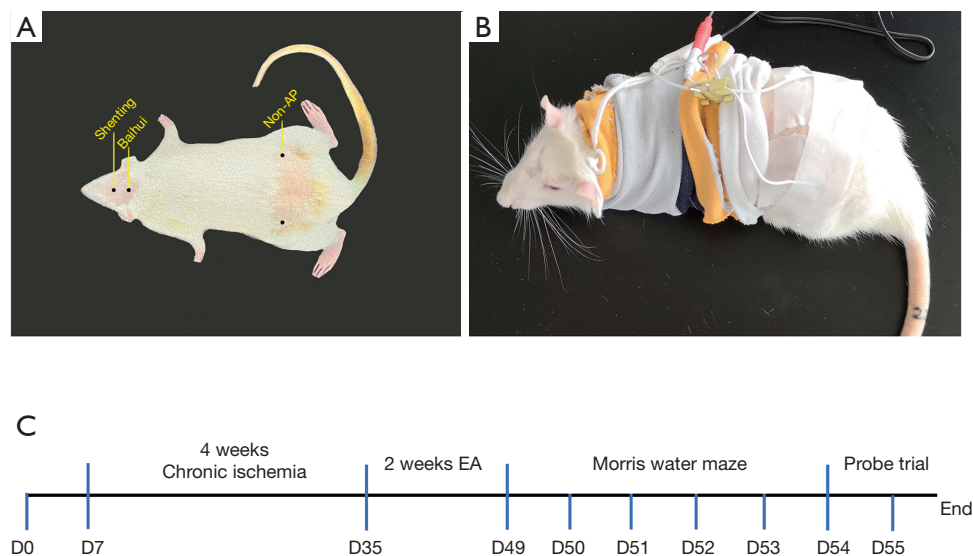 A
Shenting
Baihui
Non-AP
B
C
4 weeks
Chronic ischemia
2 weeks EA
Morris water maze
Probe trial
End
D0
D7
D35
D49
D50
D51
D52
D53
D54
D55